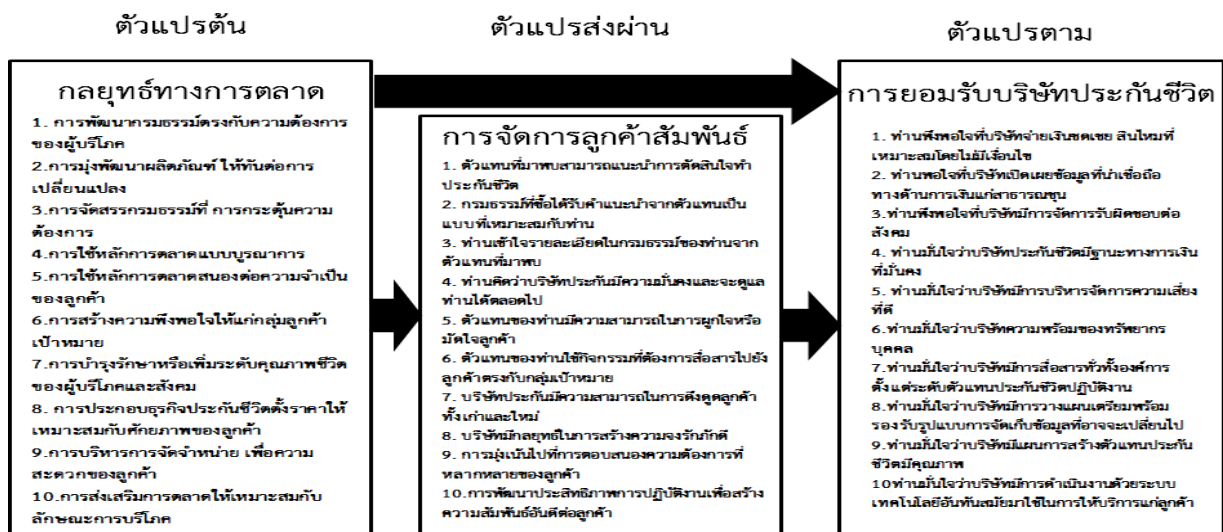 ตัวแปรต้น
ตัวแปรส่งผ่าน
ตัวแปรตาม
กลยุทธ์ทางการตลาด
1. การพัฒนากรมธรรม์ตรงกับความต้องการ
ของผู้บริโภค
2.การมุ่งพัฒนาผลิตภัณฑ์ ให้ทันต่อการ
เปลี่ยนแปลง
3.การจัดสรรกรมธรรม์ที่ การกระตุ้นความ
ต้องการ
4.การใช้หลักการตลาดแบบบูรณาการ
5.การใช้หลักการตลาดสนองต่อความจำเป็น
ของลูกค้า
6.การสร้างความพึงพอใจให้แก่กลุ่มลูกค้า
เป้าหมาย
7.การบำรุงรักษาหรือเพิ่มระดับคุณภาพชีวิต
ของผู้บริโภคและสังคม
8. การประกอบธุรกิจประกันชีวิตตั้งราคาให้
เหมาะสมกับศักยภาพของลูกค้า
9.การบริหารการจัดจำหน่าย เพื่อความ
สะดวกของลูกค้า
10.การส่งเสริมการตลาดให้เหมาะสมกับ
ลักษณะการบริโภค
การจัดการลูกค้าสัมพันธ์
1. ตัวแทนที่มาพบสามารถแนะนำการตัดสินใจทำ
ประกันชีวิต
2. กรมธรรม์ที่ซื้อได้รับคำแนะนำจากตัวแทนเป็น
แบบที่เหมาะสมกับท่าน
3. ท่านเข้าใจรายละเอียดในกรมธรรม์ของท่านจาก
ตัวแทนที่มาพบ
4. ท่านคิดว่าบริษัทประกันมีความมั่นคงและจะดูแล
ท่านได้ตลอดไป
5. ตัวแทนของท่านมีความสามารถในการผูกใจหรือ
มัดใจลูกค้า
6. ตัวแทนของท่านใช้กิจกรรมที่ต้องการสื่อสารไปยัง
ลูกค้าตรงกับกลุ่มเป้าหมาย
7. บริษัทประกันมีความสามารถในการดึงดูดลูกค้า
ทั้งเก่าและใหม่
8. บริษัทมีกลยุทธ์ในการสร้างความจงรักภักดี
9. การมุ่งเน้นไปที่การตอบสนองความต้องการที่
หลากหลายของลูกค้า
10.การพัฒนาประสิทธิภาพการปฏิบัติงานเพื่อสร้าง
ความสัมพันธ์อันดีต่อลูกค้า
การยอมรับบริษัทประกันชีวิต
1. ท่านพึงพอใจที่บริษัทจ่ายเงินชดเชย สินไหมที่
เหมาะสมโดยไม่มีเงื่อนไข
2. ท่านพอใจที่บริษัทเปิดเผยข้อมูลที่น่าเชื่อถือ
ทางด้านการเงินแก่สาธารณชน
3.ท่านพึงพอใจที่บริษัทมีการจัดการรับผิดชอบต่อ
สังคม
4. ท่านมั่นใจว่าบริษัทประกันชีวิตมีฐานะทางการเงิน
ที่มั่นคง
5. ท่านมั่นใจว่าบริษัทมีการบริหารจัดการความเสี่ยง
ที่ดี
6.ท่านมั่นใจว่าบริษัทความพร้อมของทรัพยากร
บุคคล
7.ท่านมั่นใจว่าบริษัทมีการสื่อสารทั่วทั้งองค์การ
ตั้งแต่ระดับตัวแทนประกันชีวิตปฏิบัติงาน
8.ท่านมั่นใจว่าบริษัทมีการวางแผนเตรียมพร้อม
รองรับรูปแบบการจัดเก็บข้อมูลที่อาจจะเปลี่ยนไป
9.ท่านมั่นใจว่าบริษัทมีแผนการสร้างตัวแทนประกัน
ชีวิตมีคุณภาพ
10ท่านมั่นใจว่าบริษัทมีการดำเนินงานด้วยระบบ
เทคโนโลยีอันทันสมัยมาใช้ในการให้บริการแก่ลูกค้า